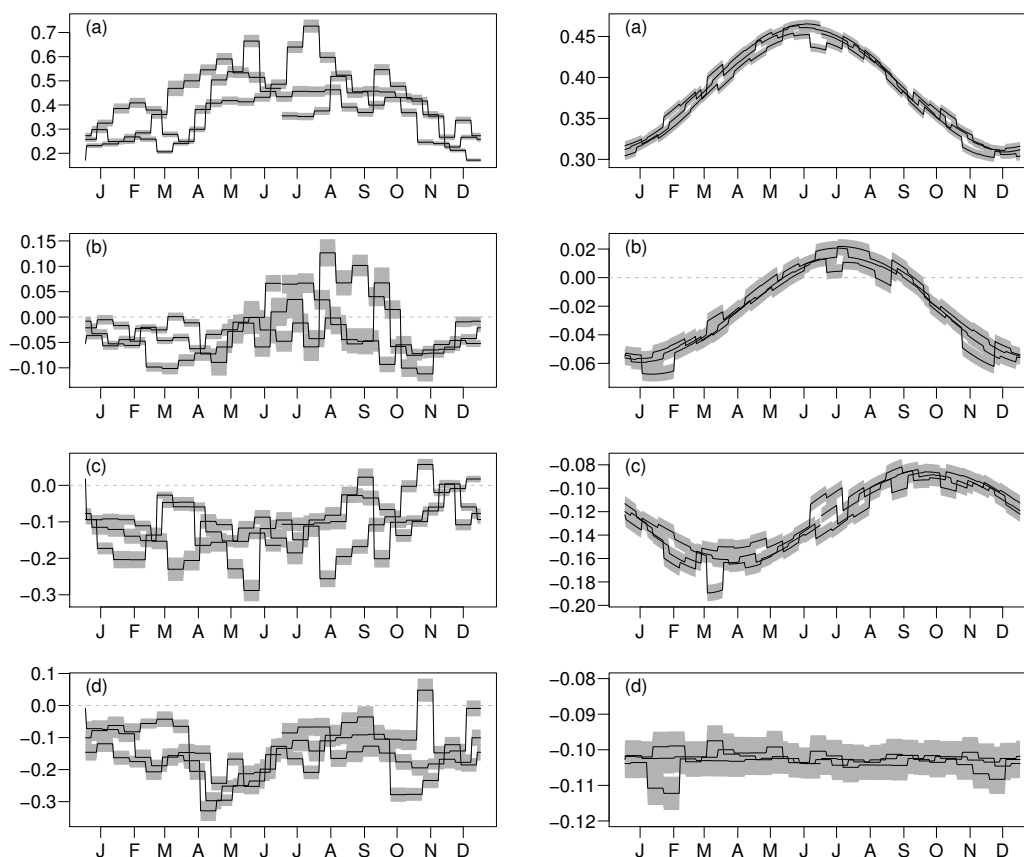 (a)
0.7
0.6
0.5
0.4
0.3
0.2
J F M A M J J A S O N D
(a)
0.45
0.40
0.35
0.30
J F M A M J J A S O N D
(b)
0.15
0.10
0.05
0.00
−0.05
−0.10
J F M A M J J A S O N D
(b)
0.02
0.00
−0.02
−0.04
−0.06
J F M A M J J A S O N D
(c)
0.0
−0.1
−0.2
−0.3
J F M A M J J A S O N D
(c)
−0.08
−0.10
−0.12
−0.14
−0.16
−0.18
−0.20
J F M A M J J A S O N D
(d)
0.1
0.0
−0.1
−0.2
−0.3
J F M A M J J A S O N D
(d)
−0.08
−0.09
−0.10
−0.11
−0.12
J F M A M J J A S O N D